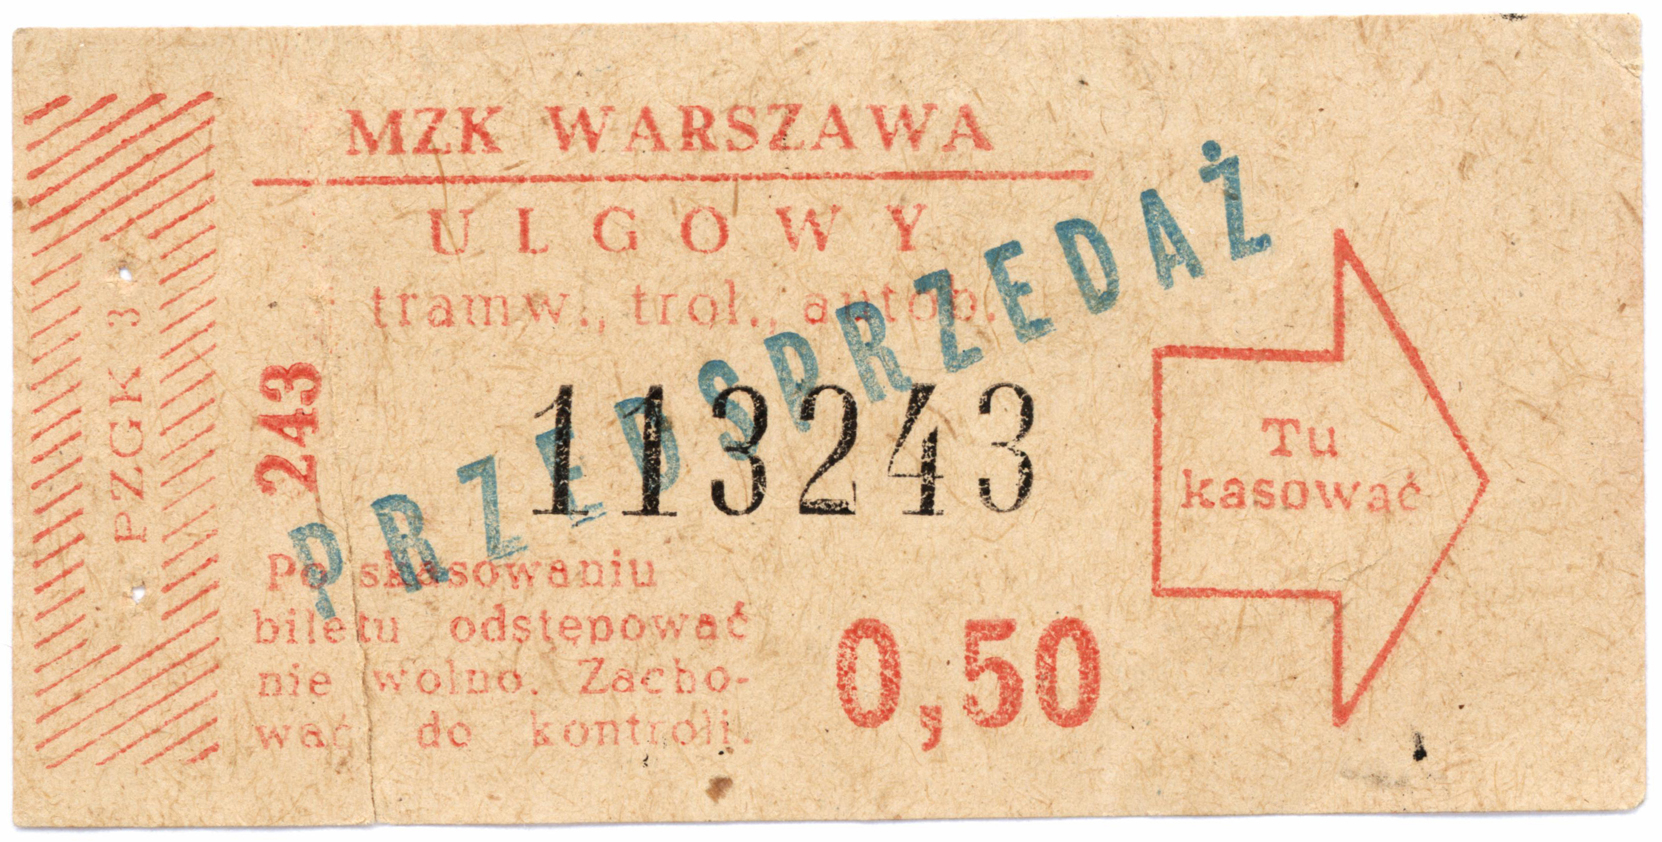 MZK WARSZAWA
ULGOWY
tramw., trol., autob.
PRZEDSPRZEDAŻ
PZGK 3
243
113243
Tu
kasować
Po skasowaniu
biletu odstępować
nie wolno. Zacho-
wać do kontroli.
0,50